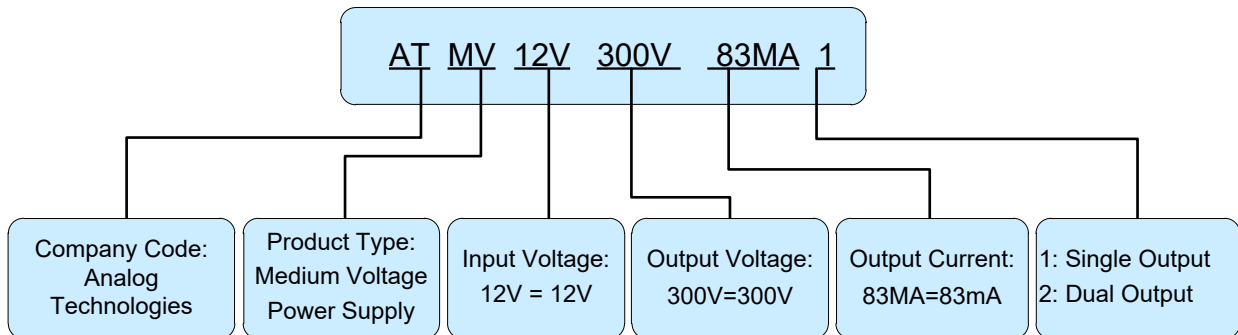 AT MV 12V 300V 83MA 1
Company Code:
Analog
Technologies
Product Type:
Medium Voltage
Power Supply
Input Voltage:
12V = 12V
Output Voltage:
300V=300V
Output Current:
83MA=83mA
1: Single Output
2: Dual Output